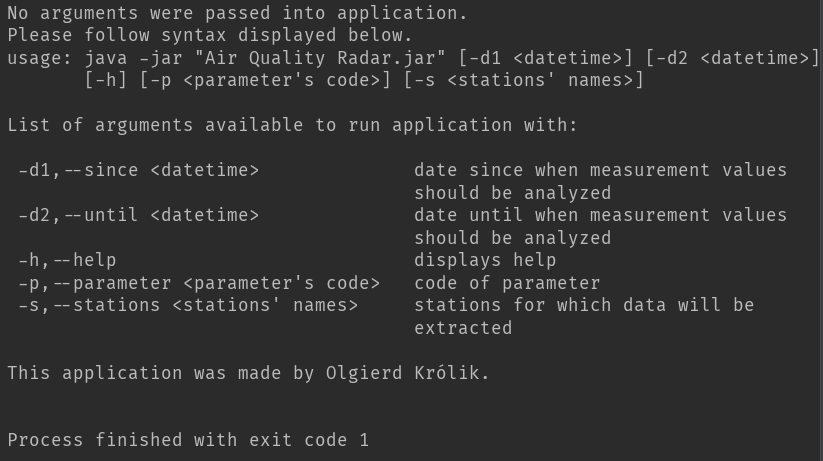 No arguments were passed into application.
Please follow syntax displayed below.
usage: java -jar "Air Quality Radar.jar" [-d1 <datetime>] [-d2 <datetime>]
       [-h] [-p <parameter's code>] [-s <stations' names>]

List of arguments available to run application with:

 -d1,--since <datetime>              date since when measurement values
                                     should be analyzed
 -d2,--until <datetime>              date until when measurement values
                                     should be analyzed
 -h,--help                           displays help
 -p,--parameter <parameter's code>   code of parameter
 -s,--stations <stations' names>     stations for which data will be
                                     extracted

This application was made by Olgierd Królik.


Process finished with exit code 1